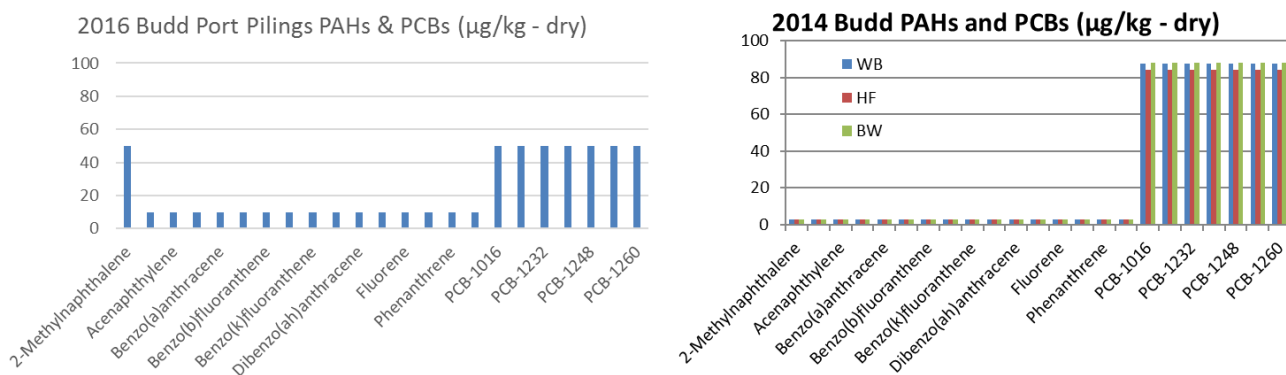 2016 Budd Port Pilings PAHs & PCBs (µg/kg - dry)
100
80
60
40
20
0
2-Methylnaphthalene
Acenaphthylene
Benzo(a)anthracene
Benzo(b)fluoranthene
Benzo(k)fluoranthene
Dibenzo(ah)anthracene
Fluorene
Phenanthrene
PCB-1016
PCB-1232
PCB-1248
PCB-1260
2014 Budd PAHs and PCBs (µg/kg - dry)
100
80
60
40
20
0
WB
HF
BW
2-Methylnaphthalene
Acenaphthylene
Benzo(a)anthracene
Benzo(b)fluoranthene
Benzo(k)fluoranthene
Dibenzo(ah)anthracene
Fluorene
Phenanthrene
PCB-1016
PCB-1232
PCB-1248
PCB-1260